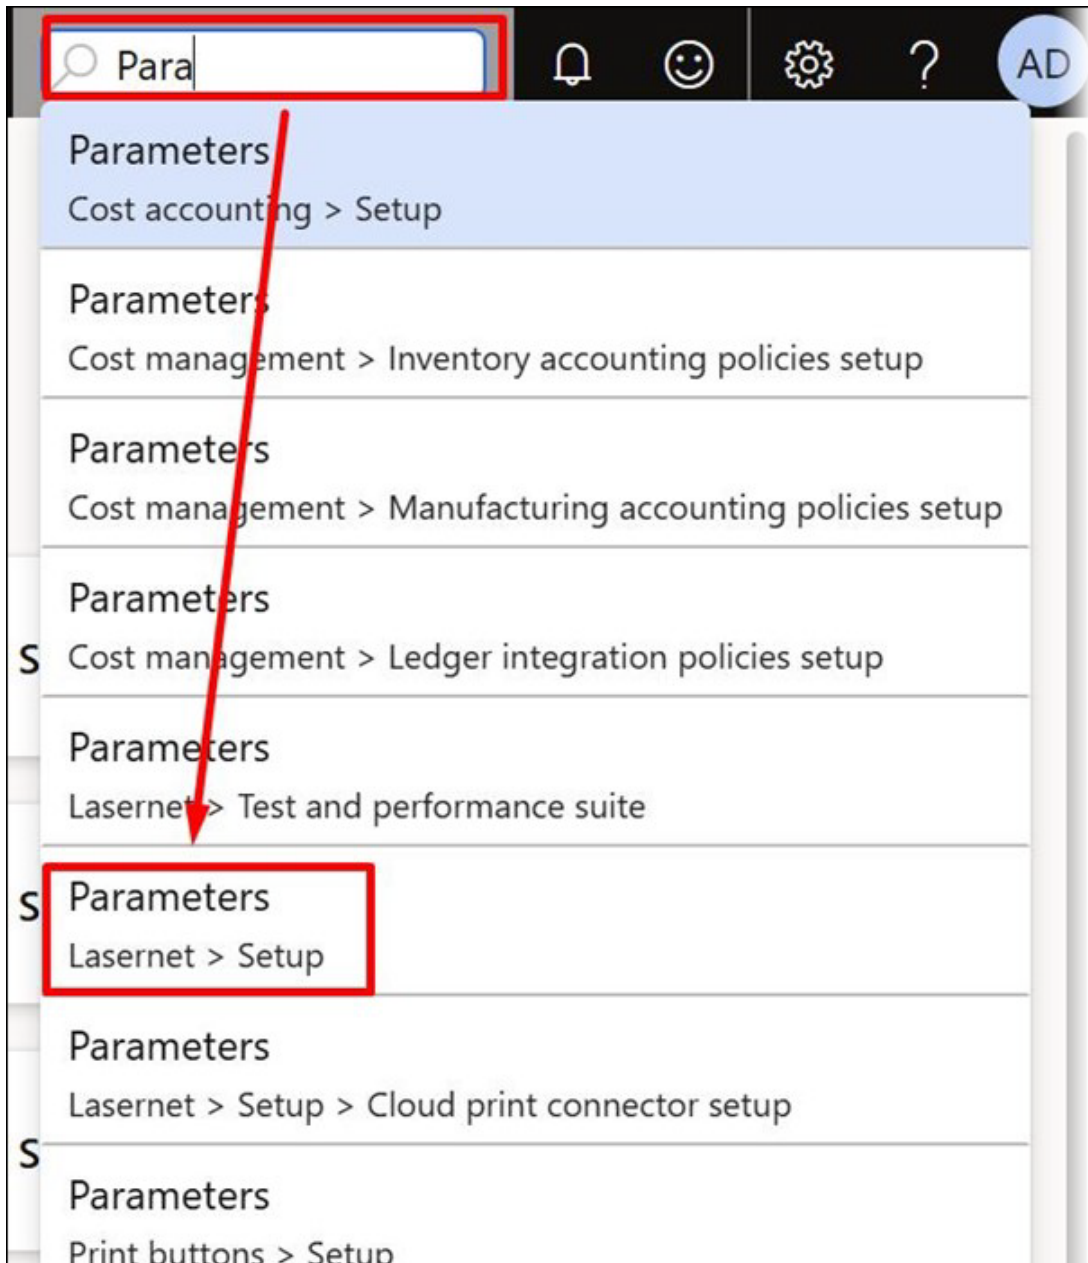 Para
?
AD
Parameters
Cost accounting > Setup
Parameters
Cost management > Inventory accounting policies setup
Parameters
Cost management > Manufacturing accounting policies setup
Parameters
S
Cost management > Ledger integration policies setup
Parameters
Lasernet > Test and performance suite
S
Parameters
Lasernet > Setup
Parameters
Lasernet > Setup > Cloud print connector setup
S
Parameters
Print buttons > Setup